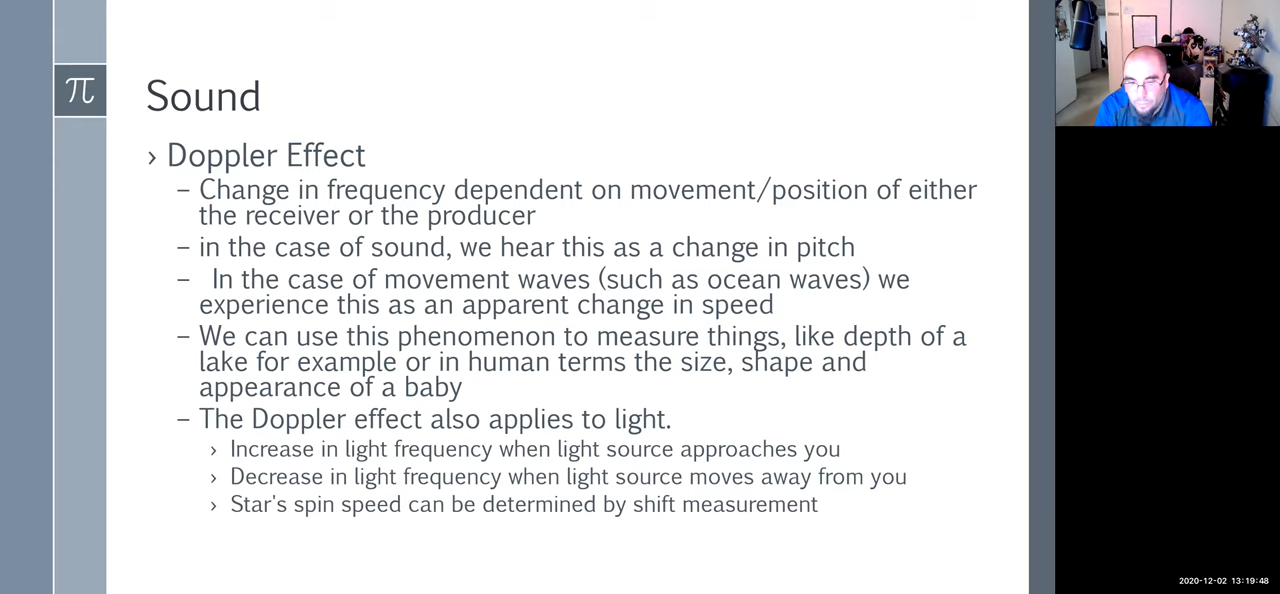 π
Sound
› Doppler Effect
– Change in frequency dependent on movement/position of either
the receiver or the producer
– in the case of sound, we hear this as a change in pitch
– In the case of movement waves (such as ocean waves) we
experience this as an apparent change in speed
– We can use this phenomenon to measure things, like depth of a
lake for example or in human terms the size, shape and
appearance of a baby
– The Doppler effect also applies to light.
› Increase in light frequency when light source approaches you
› Decrease in light frequency when light source moves away from you
› Star's spin speed can be determined by shift measurement
2020-12-02 13:19:48